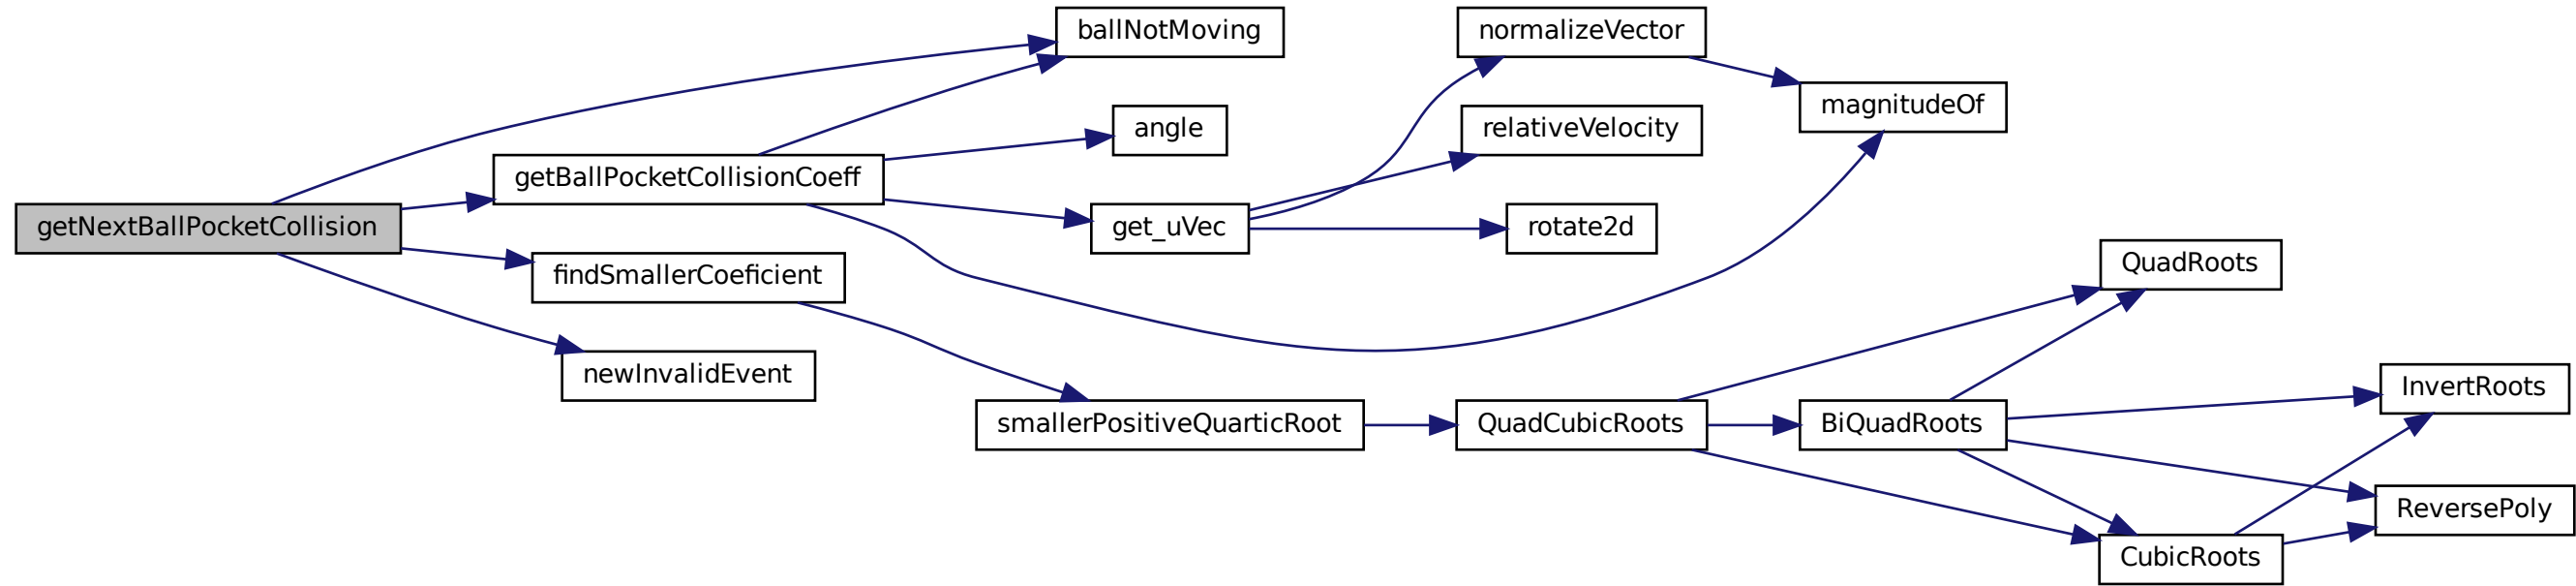 ballNotMoving
normalizeVector
magnitudeOf
angle
relativeVelocity
getBallPocketCollisionCoeff
getNextBallPocketCollision
get_uVec
rotate2d
findSmallerCoeficient
QuadRoots
newInvalidEvent
InvertRoots
smallerPositiveQuarticRoot
QuadCubicRoots
BiQuadRoots
ReversePoly
CubicRoots